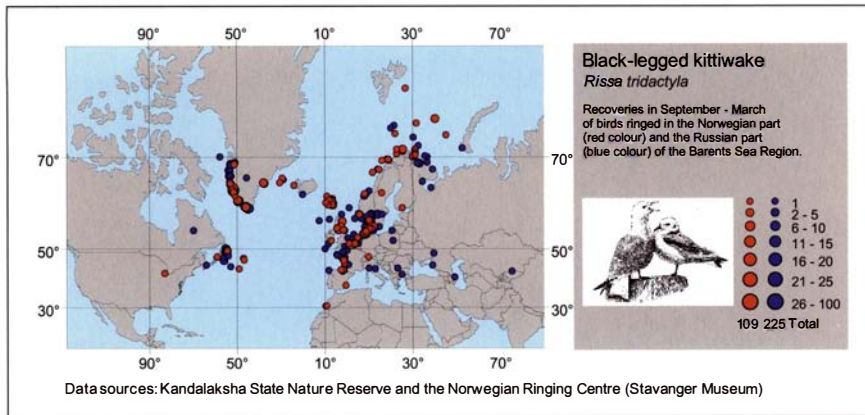 90° 50° 10° 30° 70°
70° 70°
50° 50°
30° 30°
90° 50° 10° 30° 70°
Black-legged kittiwake
Rissa tridactyla
Recoveries in September - March
of birds ringed in the Norwegian part
(red colour) and the Russian part
(blue colour) of the Barents Sea Region.
1
2 - 5
6 - 10
11 - 15
16 - 20
21 - 25
26 - 100
109 225 Total
Data sources: Kandalaksha State Nature Reserve and the Norwegian Ringing Centre (Stavanger Museum)